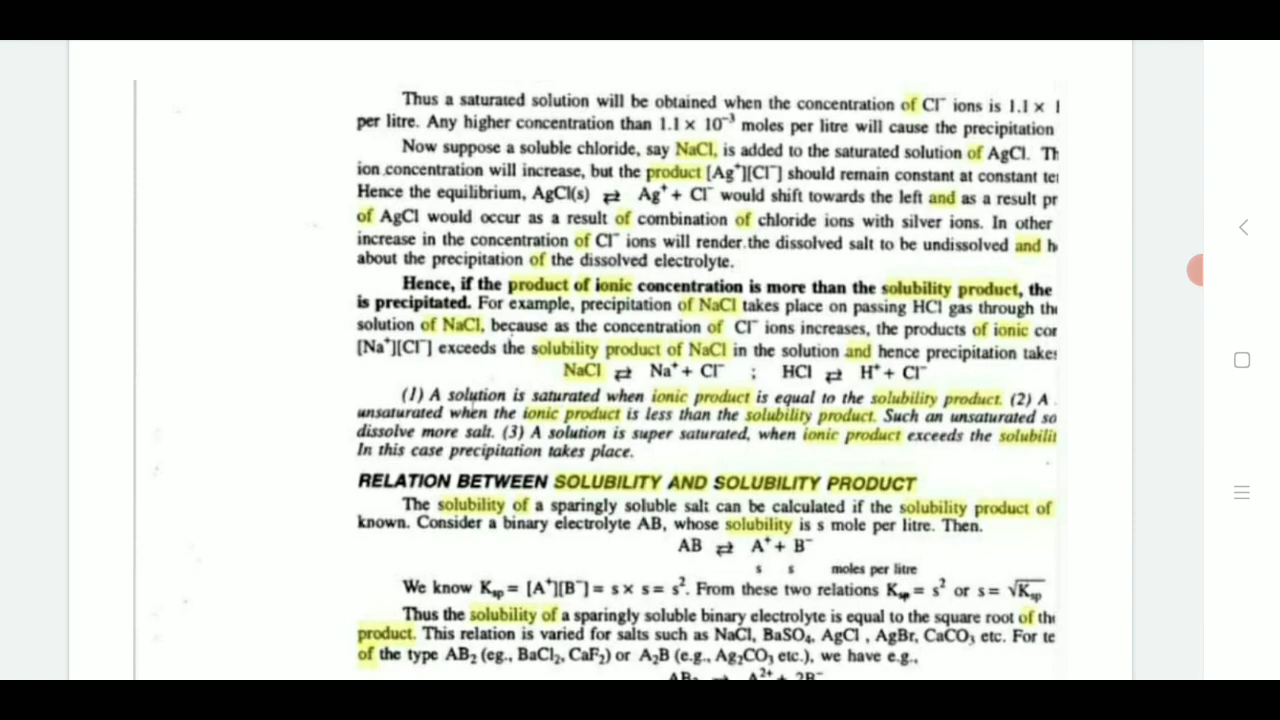 Thus a saturated solution will be obtained when the concentration of Cl⁻ ions is 1.1 × 1
per litre. Any higher concentration than 1.1 × 10⁻³ moles per litre will cause the precipitation
Now suppose a soluble chloride, say NaCl, is added to the saturated solution of AgCl. Th
ion concentration will increase, but the product [Ag⁺][Cl⁻] should remain constant at constant te
Hence the equilibrium, AgCl(s) ⇄ Ag⁺ + Cl⁻ would shift towards the left and as a result pr
of AgCl would occur as a result of combination of chloride ions with silver ions. In other
increase in the concentration of Cl⁻ ions will render the dissolved salt to be undissolved and h
about the precipitation of the dissolved electrolyte.
Hence, if the product of ionic concentration is more than the solubility product, the
is precipitated. For example, precipitation of NaCl takes place on passing HCl gas through the
solution of NaCl, because as the concentration of Cl⁻ ions increases, the products of ionic con
[Na⁺][Cl⁻] exceeds the solubility product of NaCl in the solution and hence precipitation takes
NaCl ⇄ Na⁺ + Cl⁻ ; HCl ⇄ H⁺ + Cl⁻
(1) A solution is saturated when ionic product is equal to the solubility product. (2) A
unsaturated when the ionic product is less than the solubility product. Such an unsaturated so
dissolve more salt. (3) A solution is super saturated, when ionic product exceeds the solubilit
In this case precipitation takes place.
RELATION BETWEEN SOLUBILITY AND SOLUBILITY PRODUCT
The solubility of a sparingly soluble salt can be calculated if the solubility product of
known. Consider a binary electrolyte AB, whose solubility is s mole per litre. Then.
AB ⇄ A⁺ + B⁻
s s moles per litre
We know Kₛₚ = [A⁺][B⁻] = s × s = s². From these two relations Kₛₚ = s² or s = √Kₛₚ
Thus the solubility of a sparingly soluble binary electrolyte is equal to the square root of the
product. This relation is varied for salts such as NaCl, BaSO₄, AgCl , AgBr, CaCO₃ etc. For te
of the type AB₂ (eg., BaCl₂, CaF₂) or A₂B (e.g., Ag₂CO₃ etc.), we have e.g.,
AB₂ ⇄ A²⁺ + 2B⁻